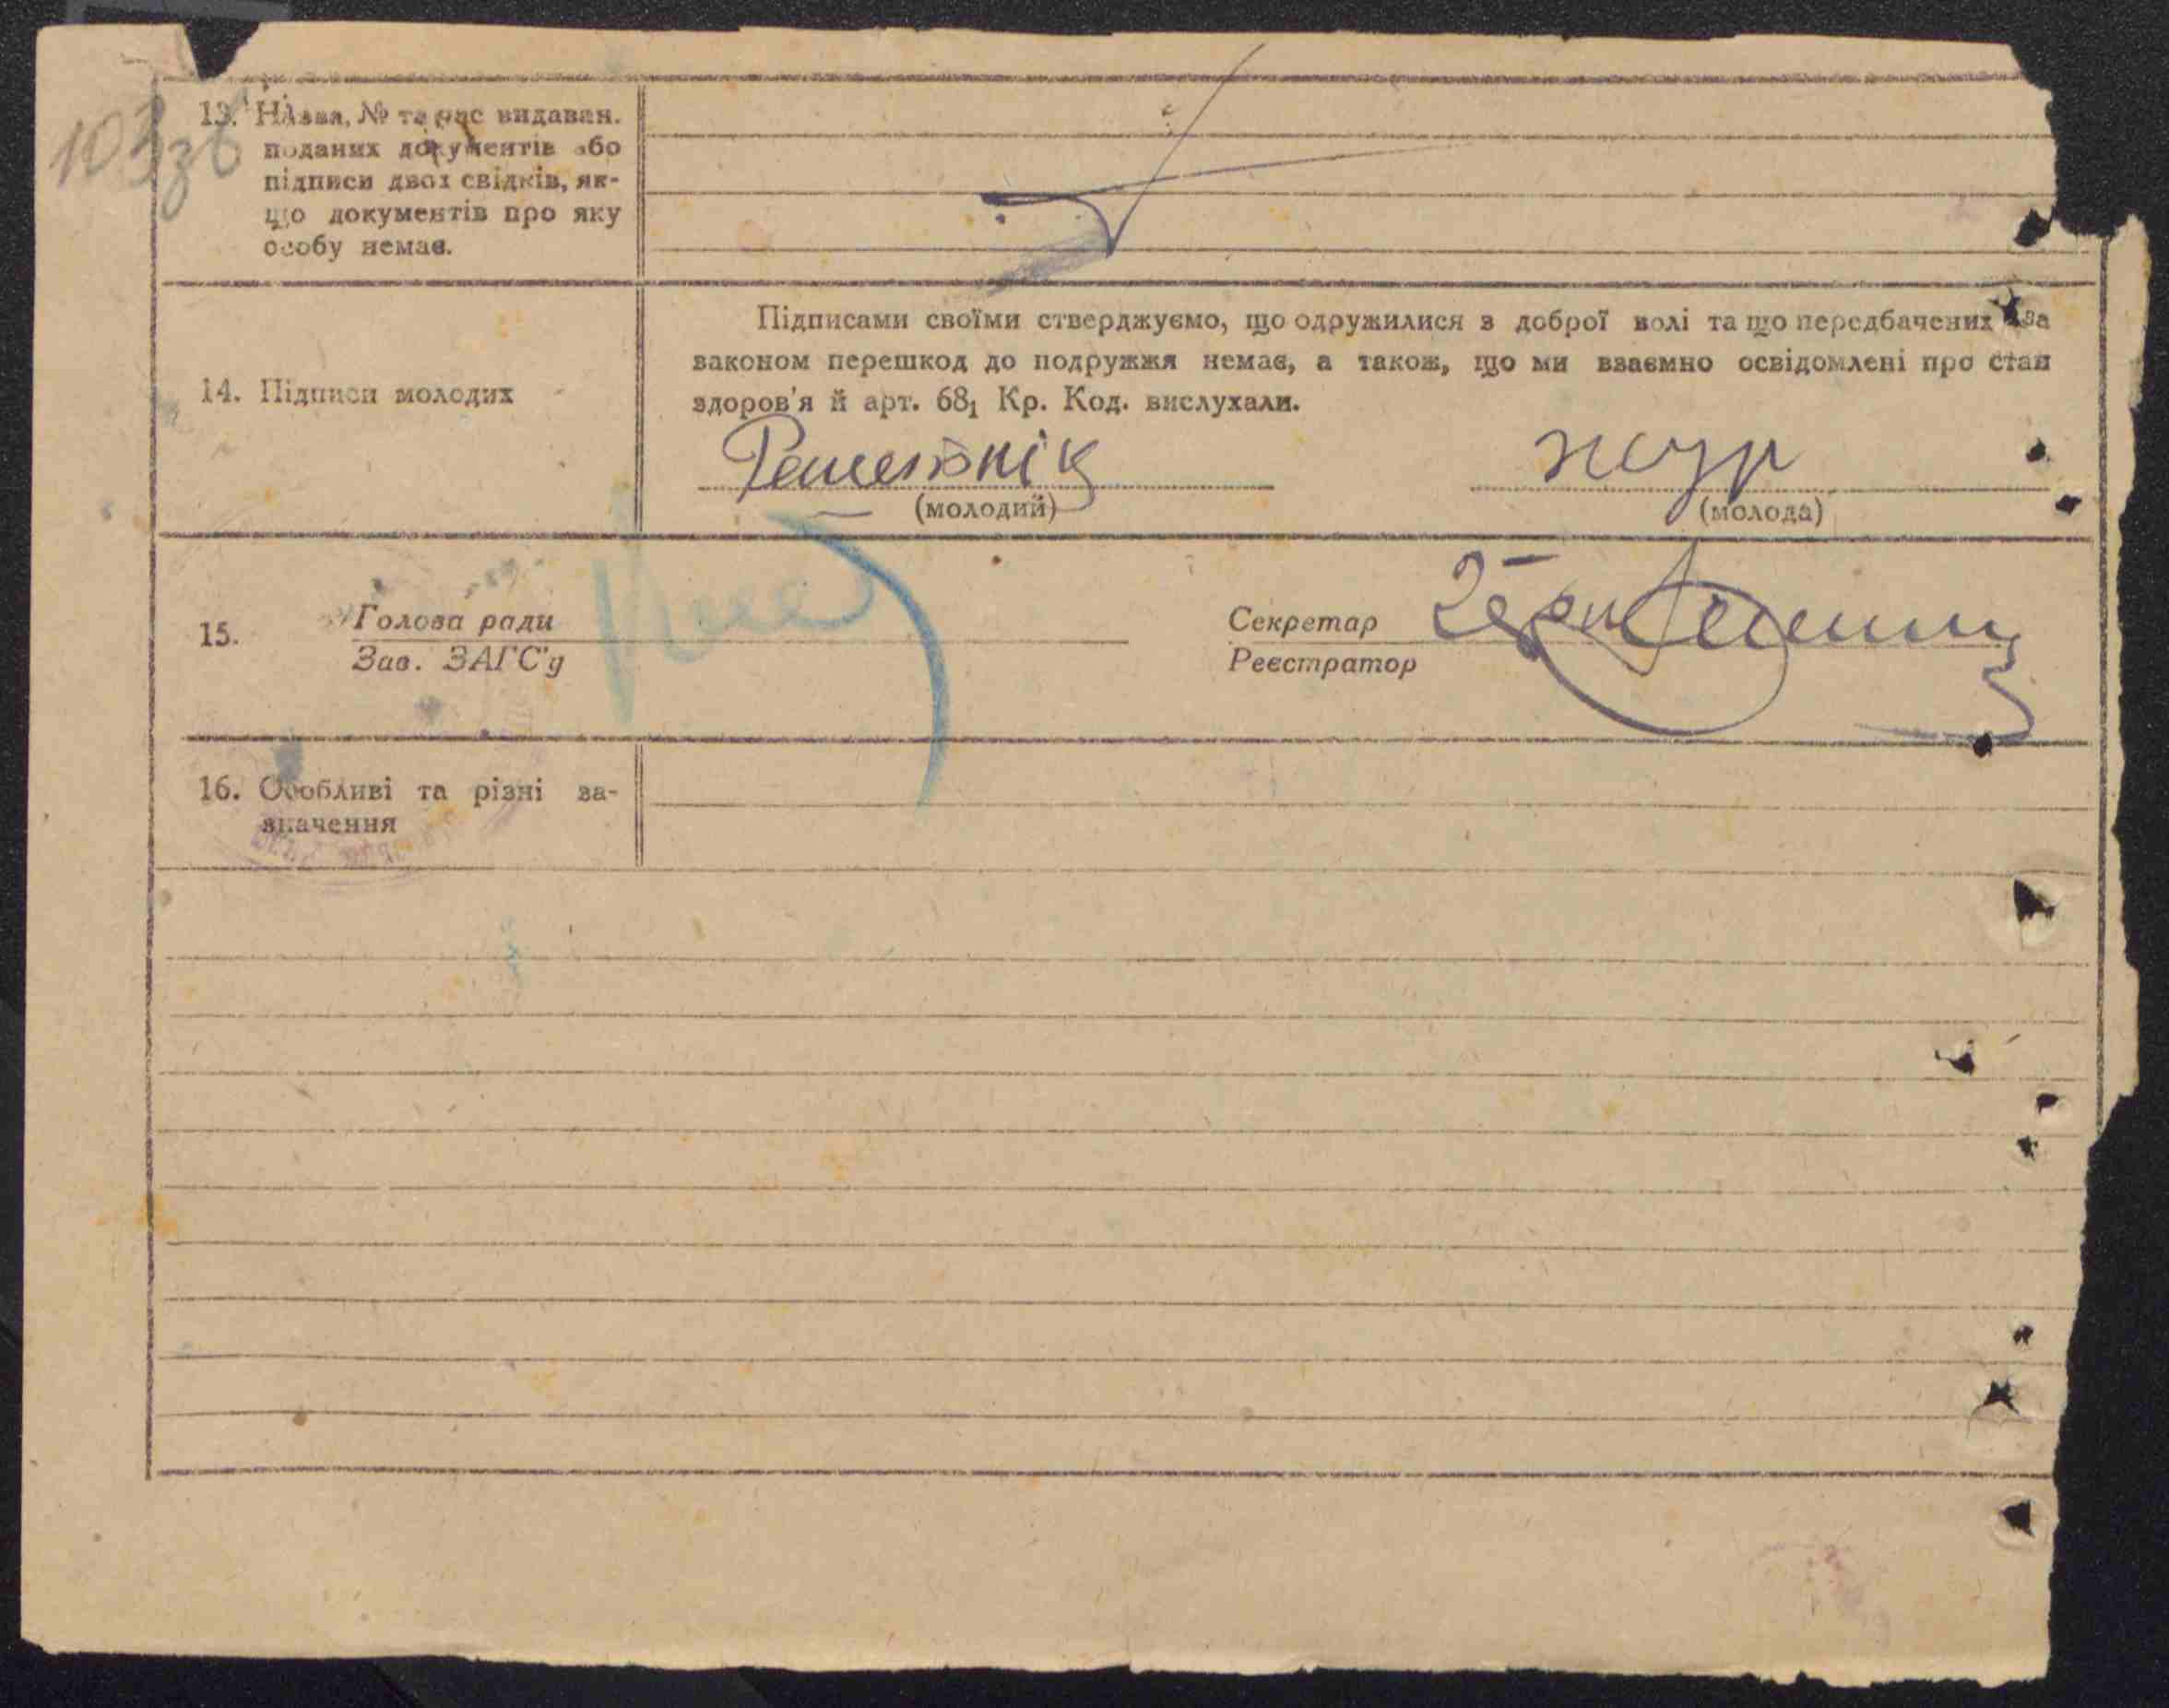 103зв
13. Назва, № та час видаван.
поданих документів або
підписи двох свідків, як-
що документів про яку
особу немає.
Підписами своїми стверджуємо, що одружилися з доброї волі та що передбачених за
законом перешкод до подружжя немає, а також, що ми взаємно освідомлені про стан
здоров'я й арт. 68₁ Кр. Код. вислухали.
14. Підписи молодих
Решетнік
жур
(молодий)
(молода)
15.
Голова ради
Зав. ЗАГС'у
Секретар
Реєстратор
16. Особливі та різні за-
значення